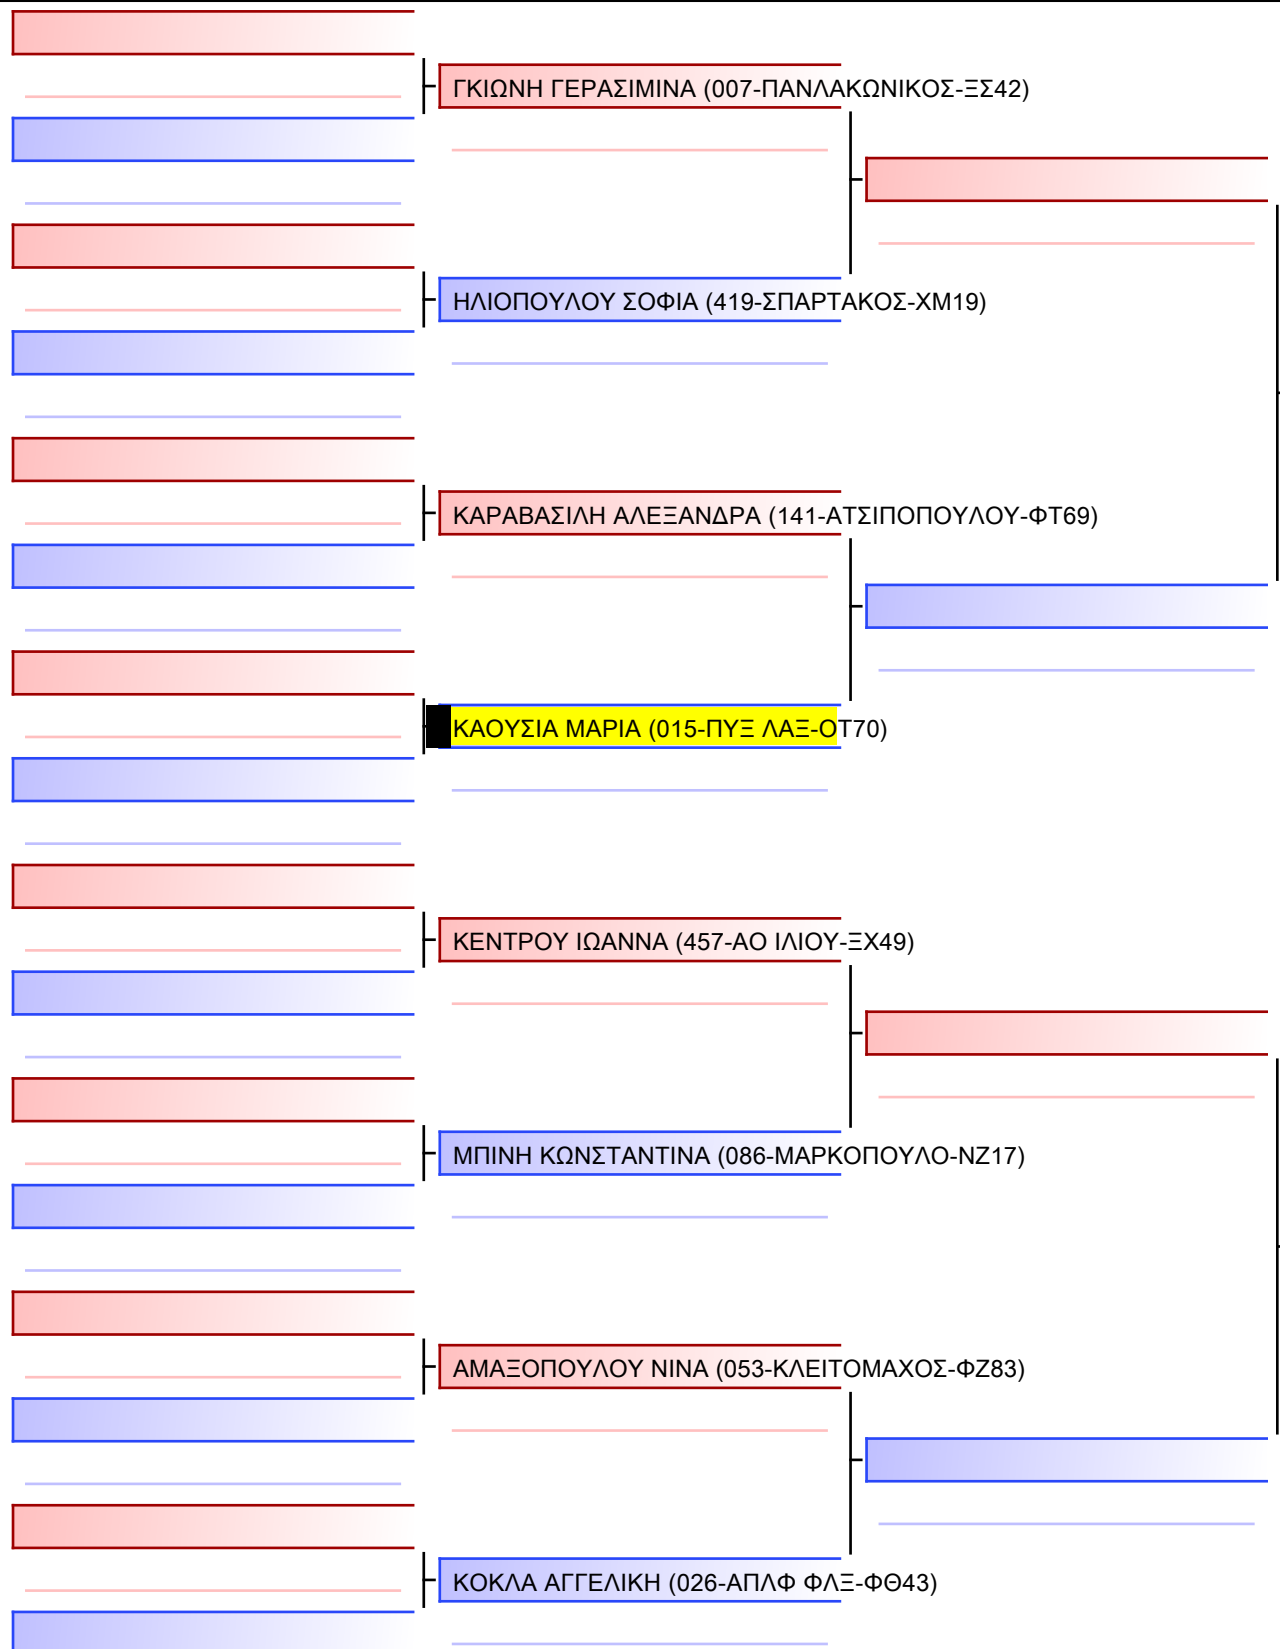 ΓΚΙΩΝΗ ΓΕΡΑΣΙΜΙΝΑ (007-ΠΑΝΛΑΚΩΝΙΚΟΣ-ΞΣ42)
ΗΛΙΟΠΟΥΛΟΥ ΣΟΦΙΑ (419-ΣΠΑΡΤΑΚΟΣ-ΧΜ19)
ΚΑΡΑΒΑΣΙΛΗ ΑΛΕΞΑΝΔΡΑ (141-ΑΤΣΙΠΟΠΟΥΛΟΥ-ΦΤ69)
ΚΑΟΥΣΙΑ ΜΑΡΙΑ (015-ΠΥΞ ΛΑΞ-ΟΤ70)
ΚΕΝΤΡΟΥ ΙΩΑΝΝΑ (457-ΑΟ ΙΛΙΟΥ-ΞΧ49)
ΜΠΙΝΗ ΚΩΝΣΤΑΝΤΙΝΑ (086-ΜΑΡΚΟΠΟΥΛΟ-ΝΖ17)
ΑΜΑΞΟΠΟΥΛΟΥ ΝΙΝΑ (053-ΚΛΕΙΤΟΜΑΧΟΣ-ΦΖ83)
ΚΟΚΛΑ ΑΓΓΕΛΙΚΗ (026-ΑΠΛΦ ΦΛΞ-ΦΘ43)